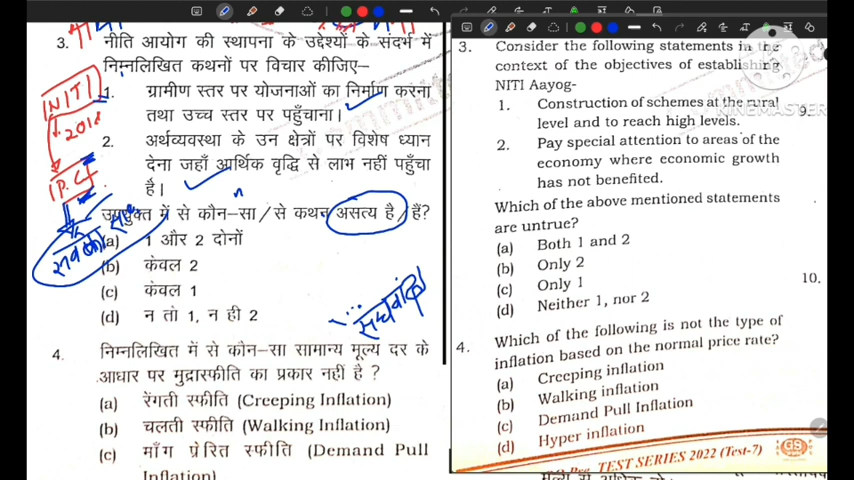 3. नीति आयोग की स्थापना के उद्देश्यों के संदर्भ में
निम्नलिखित कथनों पर विचार कीजिए–
1. ग्रामीण स्तर पर योजनाओं का निर्माण करना
तथा उच्च स्तर पर पहुँचाना।
2. अर्थव्यवस्था के उन क्षेत्रों पर विशेष ध्यान
देना जहाँ आर्थिक वृद्धि से लाभ नहीं पहुँचा
है।
उपर्युक्त में से कौन–सा/से कथन असत्य है/हैं?
(a) 1 और 2 दोनों
(b) केवल 2
(c) केवल 1
(d) न तो 1, न ही 2
4. निम्नलिखित में से कौन–सा सामान्य मूल्य दर के
आधार पर मुद्रास्फीति का प्रकार नहीं है ?
(a) रेंगती स्फीति (Creeping Inflation)
(b) चलती स्फीति (Walking Inflation)
(c) माँग प्रेरित स्फीति (Demand Pull
Inflation)
NITI
P.C
3. Consider the following statements in the
context of the objectives of establishing
NITI Aayog-
1. Construction of schemes at the rural
level and to reach high levels.
2. Pay special attention to areas of the
economy where economic growth
has not benefited.
Which of the above mentioned statements
are untrue?
(a) Both 1 and 2
(b) Only 2
(c) Only 1
(d) Neither 1, nor 2
4. Which of the following is not the type of
inflation based on the normal price rate?
(a) Creeping inflation
(b) Walking inflation
(c) Demand Pull Inflation
(d) Hyper inflation
TEST SERIES 2022 (Test-7)
9.
10.
KINEMASTER